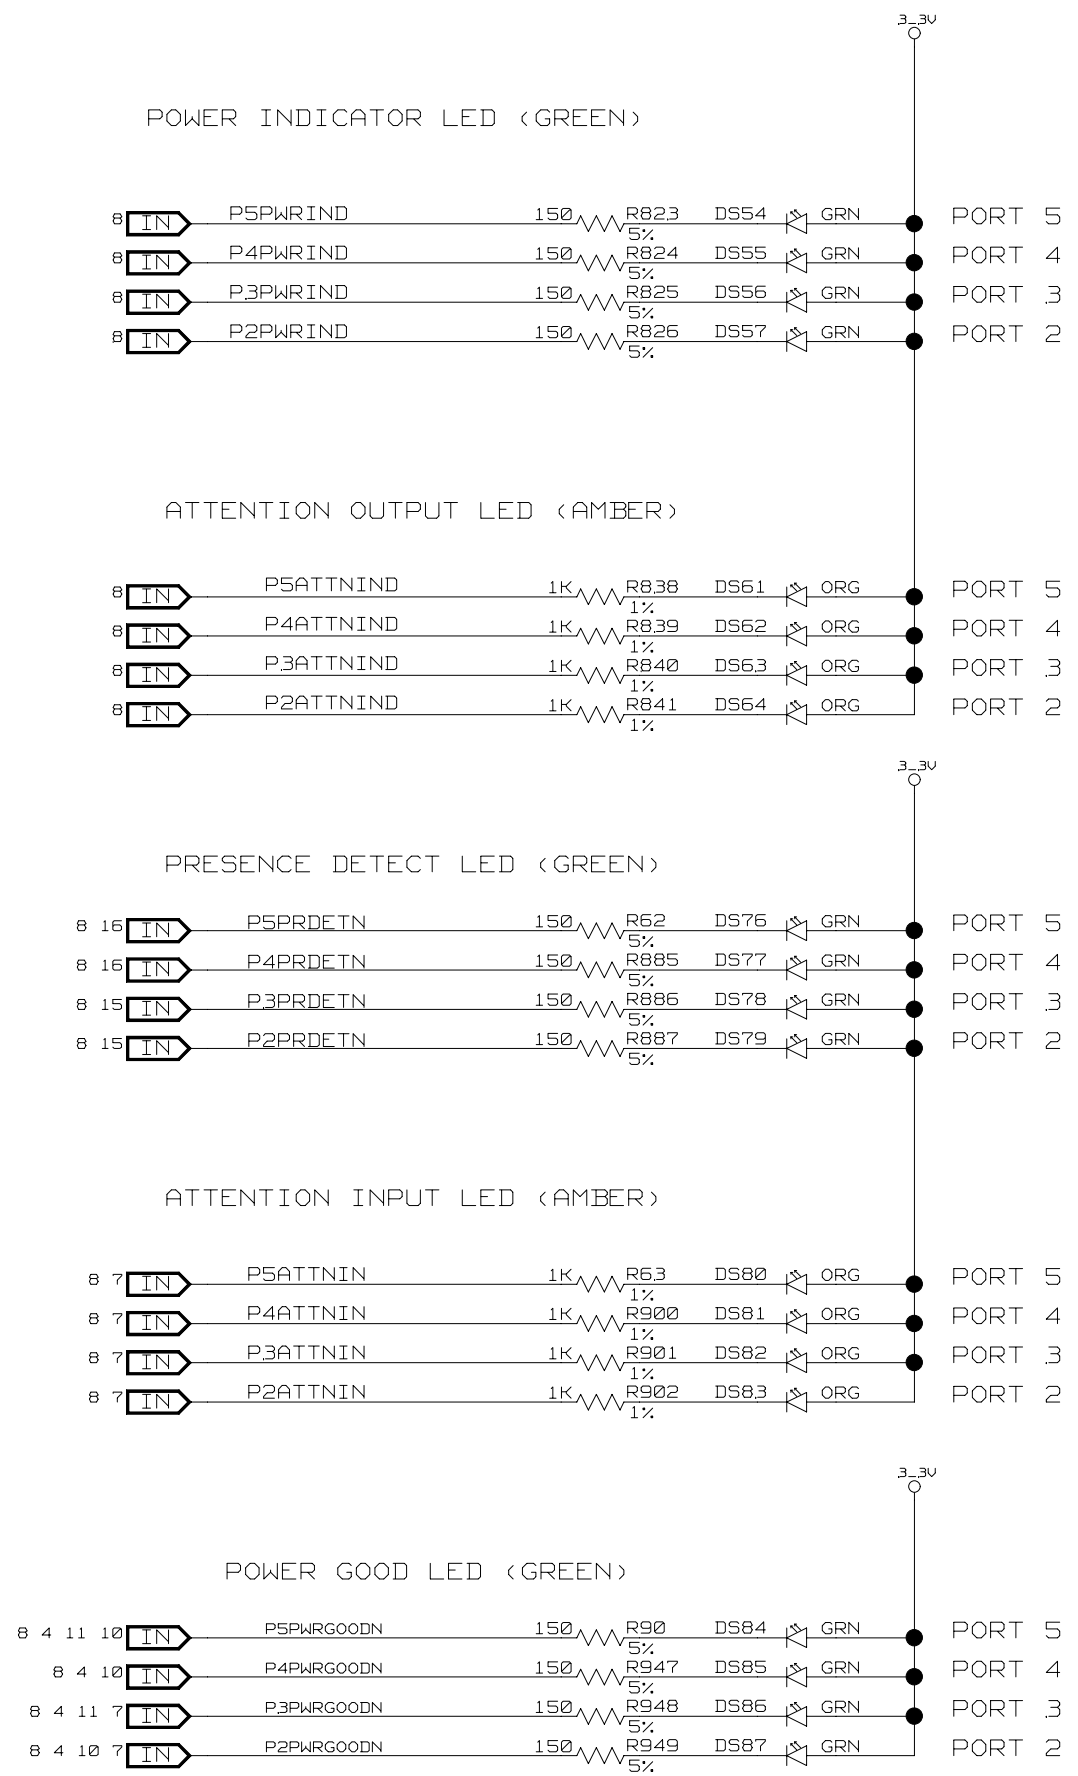 3_3V
POWER INDICATOR LED (GREEN)
8 IN P5PWRIND 150 R823 5% DS54 GRN PORT 5
8 IN P4PWRIND 150 R824 5% DS55 GRN PORT 4
8 IN P3PWRIND 150 R825 5% DS56 GRN PORT 3
8 IN P2PWRIND 150 R826 5% DS57 GRN PORT 2
ATTENTION OUTPUT LED (AMBER)
8 IN P5ATTNIND 1K R838 1% DS61 ORG PORT 5
8 IN P4ATTNIND 1K R839 1% DS62 ORG PORT 4
8 IN P3ATTNIND 1K R840 1% DS63 ORG PORT 3
8 IN P2ATTNIND 1K R841 1% DS64 ORG PORT 2
3_3V
PRESENCE DETECT LED (GREEN)
8 16 IN P5PRDETN 150 R62 5% DS76 GRN PORT 5
8 16 IN P4PRDETN 150 R885 5% DS77 GRN PORT 4
8 15 IN P3PRDETN 150 R886 5% DS78 GRN PORT 3
8 15 IN P2PRDETN 150 R887 5% DS79 GRN PORT 2
ATTENTION INPUT LED (AMBER)
8 7 IN P5ATTNIN 1K R63 1% DS80 ORG PORT 5
8 7 IN P4ATTNIN 1K R900 1% DS81 ORG PORT 4
8 7 IN P3ATTNIN 1K R901 1% DS82 ORG PORT 3
8 7 IN P2ATTNIN 1K R902 1% DS83 ORG PORT 2
3_3V
POWER GOOD LED (GREEN)
8 4 11 10 IN P5PWRGOODN 150 R90 5% DS84 GRN PORT 5
8 4 10 IN P4PWRGOODN 150 R947 5% DS85 GRN PORT 4
8 4 11 7 IN P3PWRGOODN 150 R948 5% DS86 GRN PORT 3
8 4 10 7 IN P2PWRGOODN 150 R949 5% DS87 GRN PORT 2